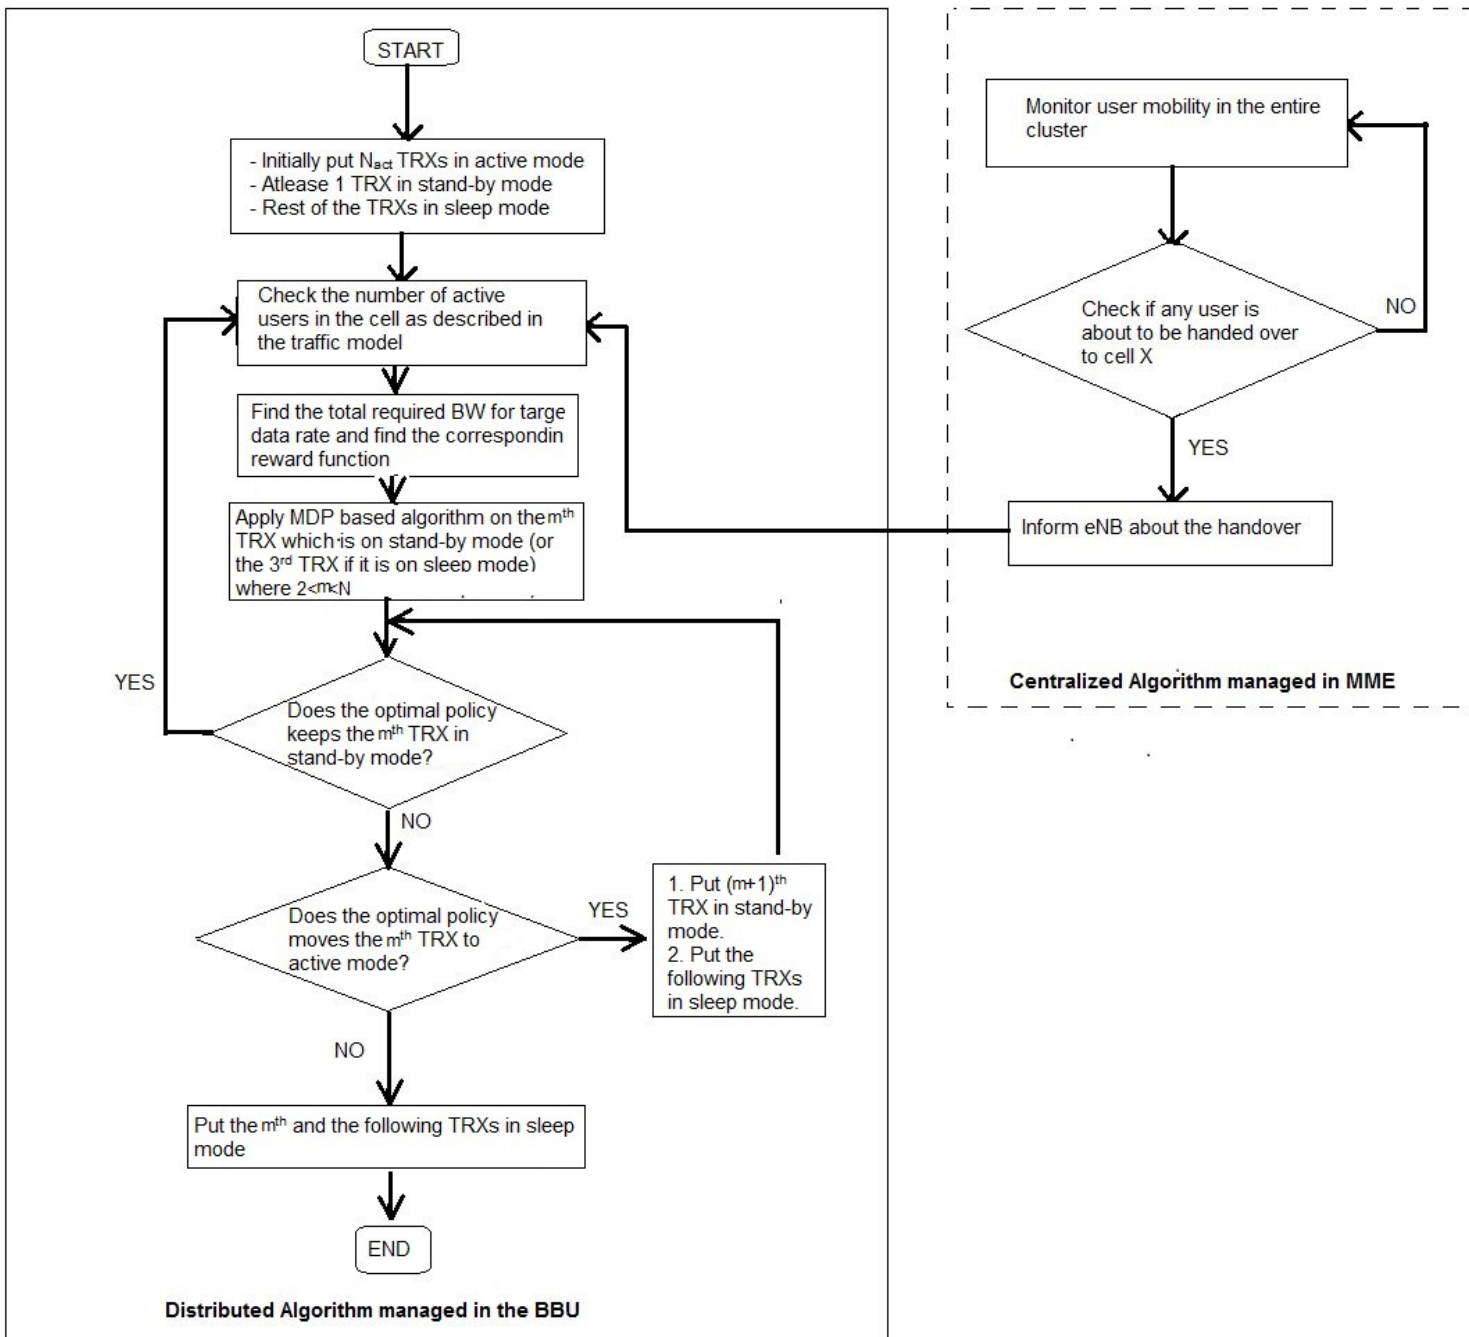 START
- Initially put Nact TRXs in active mode
- Atlease 1 TRX in stand-by mode
- Rest of the TRXs in sleep mode
Check the number of active
users in the cell as described in
the traffic model
Find the total required BW for targe
data rate and find the correspondin
reward function
Apply MDP based algorithm on the mth
TRX which is on stand-by mode (or
the 3rd TRX if it is on sleep mode)
where 2<m<N
YES
Does the optimal policy
keeps the mth TRX in
stand-by mode?
NO
Does the optimal policy
moves the mth TRX to
active mode?
YES
1. Put (m+1)th
TRX in stand-by
mode.
2. Put the
following TRXs
in sleep mode.
NO
Put the mth and the following TRXs in sleep
mode
END
Distributed Algorithm managed in the BBU
Monitor user mobility in the entire
cluster
Check if any user is
about to be handed over
to cell X
NO
YES
Inform eNB about the handover
Centralized Algorithm managed in MME